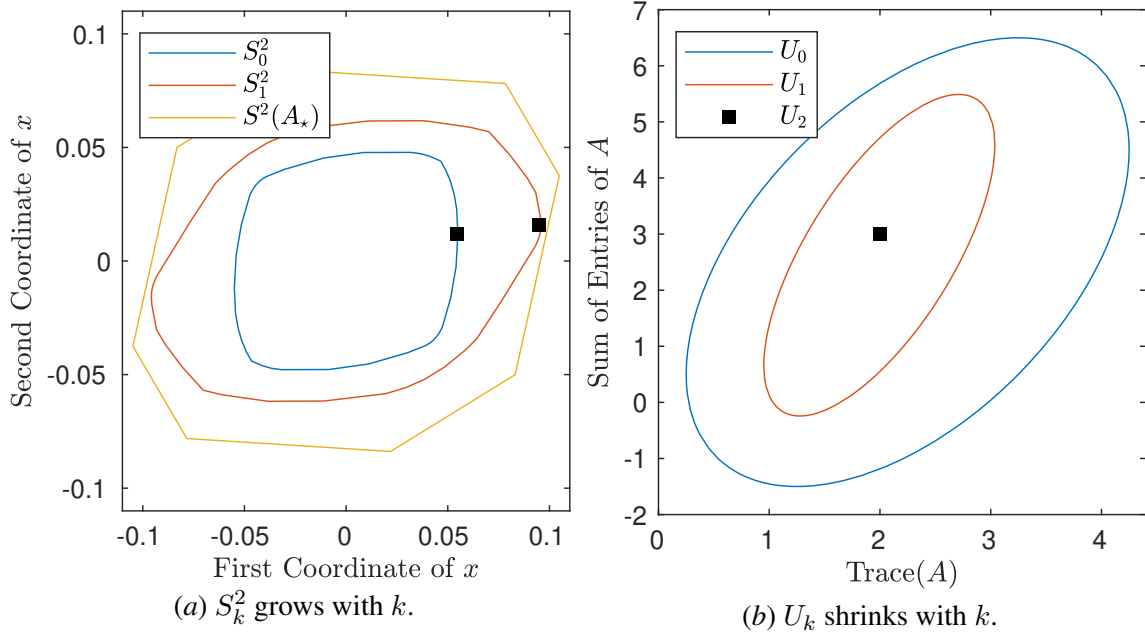 0.1
0.05
0
-0.05
-0.1
Second Coordinate of x
S_0^2
S_1^2
S^2(A_⋆)
-0.1 -0.05 0 0.05 0.1
First Coordinate of x
(a) S_k^2 grows with k.
7
6
5
4
3
2
1
0
-1
-2
Sum of Entries of A
U_0
U_1
U_2
0 1 2 3 4
Trace(A)
(b) U_k shrinks with k.